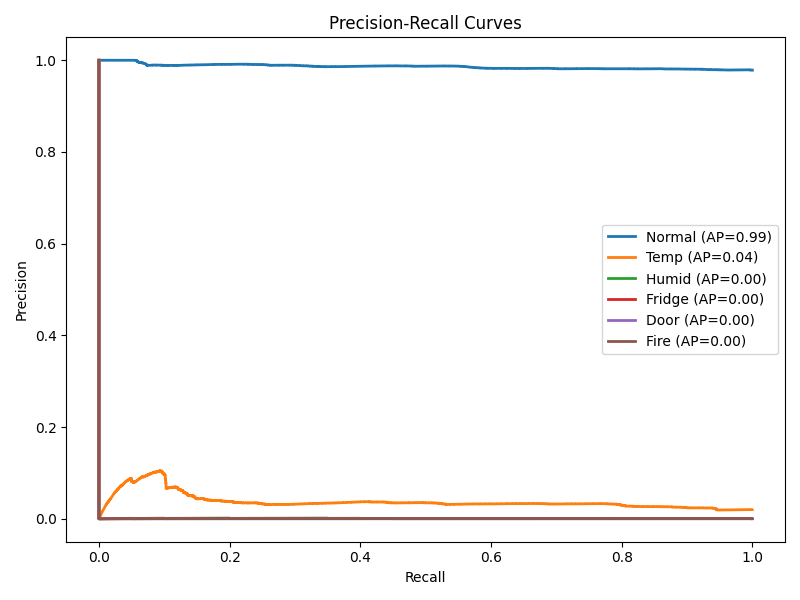 Precision-Recall Curves
Precision
1.0
0.8
0.6
0.4
0.2
0.0
Normal (AP=0.99)
Temp (AP=0.04)
Humid (AP=0.00)
Fridge (AP=0.00)
Door (AP=0.00)
Fire (AP=0.00)
0.0 0.2 0.4 0.6 0.8 1.0
Recall